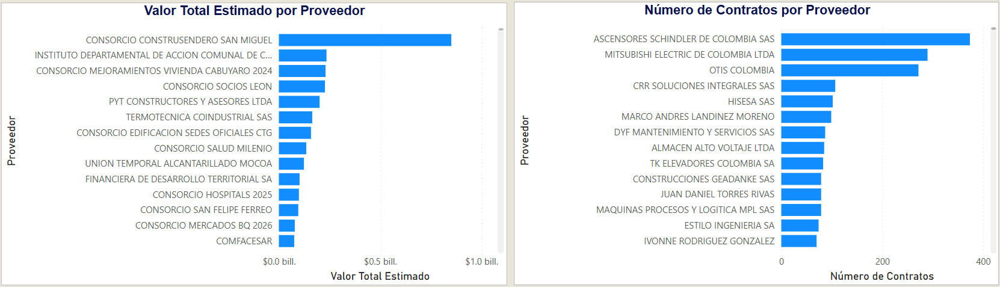 Valor Total Estimado por Proveedor
Proveedor
CONSORCIO CONSTRUSENDERO SAN MIGUEL
INSTITUTO DEPARTAMENTAL DE ACCION COMUNAL DE C...
CONSORCIO MEJORAMIENTOS VIVIENDA CABUYARO 2024
CONSORCIO SOCIOS LEON
PYT CONSTRUCTORES Y ASESORES LTDA
TERMOTECNICA COINDUSTRIAL SAS
CONSORCIO EDIFICACION SEDES OFICIALES CTG
CONSORCIO SALUD MILENIO
UNION TEMPORAL ALCANTARILLADO MOCOA
FINANCIERA DE DESARROLLO TERRITORIAL SA
CONSORCIO HOSPITALS 2025
CONSORCIO SAN FELIPE FERREO
CONSORCIO MERCADOS BQ 2026
COMFACESAR
$0.0 bill. $0.5 bill. $1.0 bill.
Valor Total Estimado
Número de Contratos por Proveedor
Proveedor
ASCENSORES SCHINDLER DE COLOMBIA SAS
MITSUBISHI ELECTRIC DE COLOMBIA LTDA
OTIS COLOMBIA
CRR SOLUCIONES INTEGRALES SAS
HISESA SAS
MARCO ANDRES LANDINEZ MORENO
DYF MANTENIMIENTO Y SERVICIOS SAS
ALMACEN ALTO VOLTAJE LTDA
TK ELEVADORES COLOMBIA SA
CONSTRUCCIONES GEADANKE SAS
JUAN DANIEL TORRES RIVAS
MAQUINAS PROCESOS Y LOGITICA MPL SAS
ESTILO INGENIERIA SA
IVONNE RODRIGUEZ GONZALEZ
0 200 400
Número de Contratos